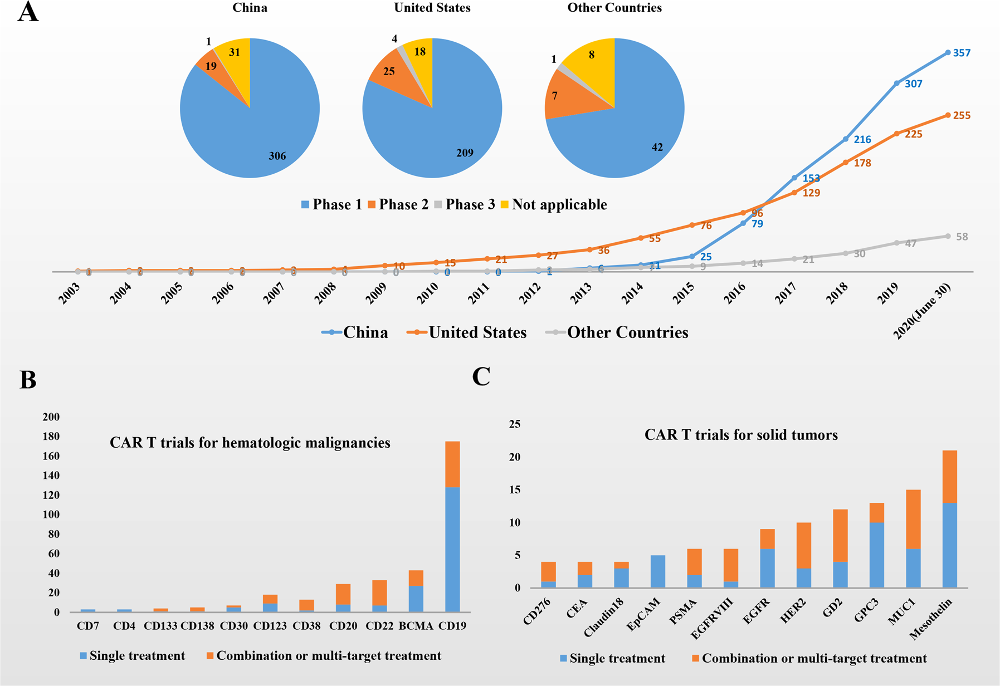 A
China United States Other Countries
1 31 19 306
4 18 25 209
1 8 7 42
Phase 1 Phase 2 Phase 3 Not applicable
357
307
255
225
216
178
153
129
96
79
76
55
58
47
36
30
27
25
21
21
15
14
11
10
9
0 0 0 1
2003 2004 2005 2006 2007 2008 2009 2010 2011 2012 2013 2014 2015 2016 2017 2018 2019 2020(June 30)
China United States Other Countries
B
CAR T trials for hematologic malignancies
200
180
160
140
120
100
80
60
40
20
0
CD7 CD4 CD133 CD138 CD30 CD123 CD38 CD20 CD22 BCMA CD19
Single treatment Combination or multi-target treatment
C
CAR T trials for solid tumors
25
20
15
10
5
0
CD276 CEA Claudin18 EpCAM PSMA EGFRVIII EGFR HER2 GD2 GPC3 MUC1 Mesothelin
Single treatment Combination or multi-target treatment